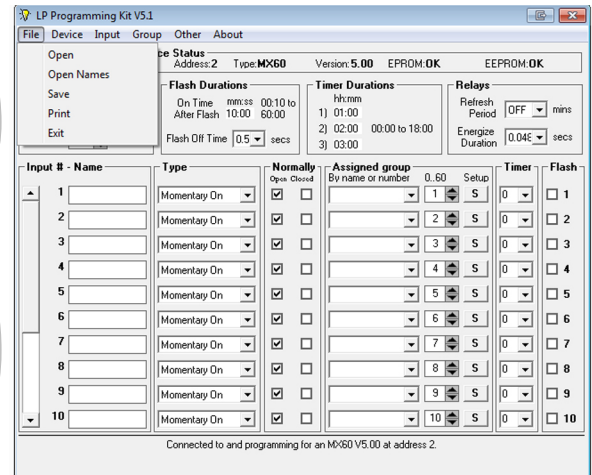 LP Programming Kit V5.1
File Device Input Group Other About
Open
Open Names
Save
Print
Exit
ce Status
Address:2 Type:MX60 Version: 5.00 EPROM:OK EEPROM:OK
Flash Durations
On Time After Flash mm:ss 10:00 00:10 to 60:00
Flash Off Time 0.5 secs
Timer Durations
hh:mm
1) 01:00
2) 02:00 00:00 to 18:00
3) 03:00
Relays
Refresh Period OFF mins
Energize Duration 0.048 secs
Input # - Name Type Normally Assigned group Timer Flash
Open Closed By name or number 0..60 Setup
1 Momentary On 1 S 0 1
2 Momentary On 2 S 0 2
3 Momentary On 3 S 0 3
4 Momentary On 4 S 0 4
5 Momentary On 5 S 0 5
6 Momentary On 6 S 0 6
7 Momentary On 7 S 0 7
8 Momentary On 8 S 0 8
9 Momentary On 9 S 0 9
10 Momentary On 10 S 0 10
Connected to and programming for an MX60 V5.00 at address 2.